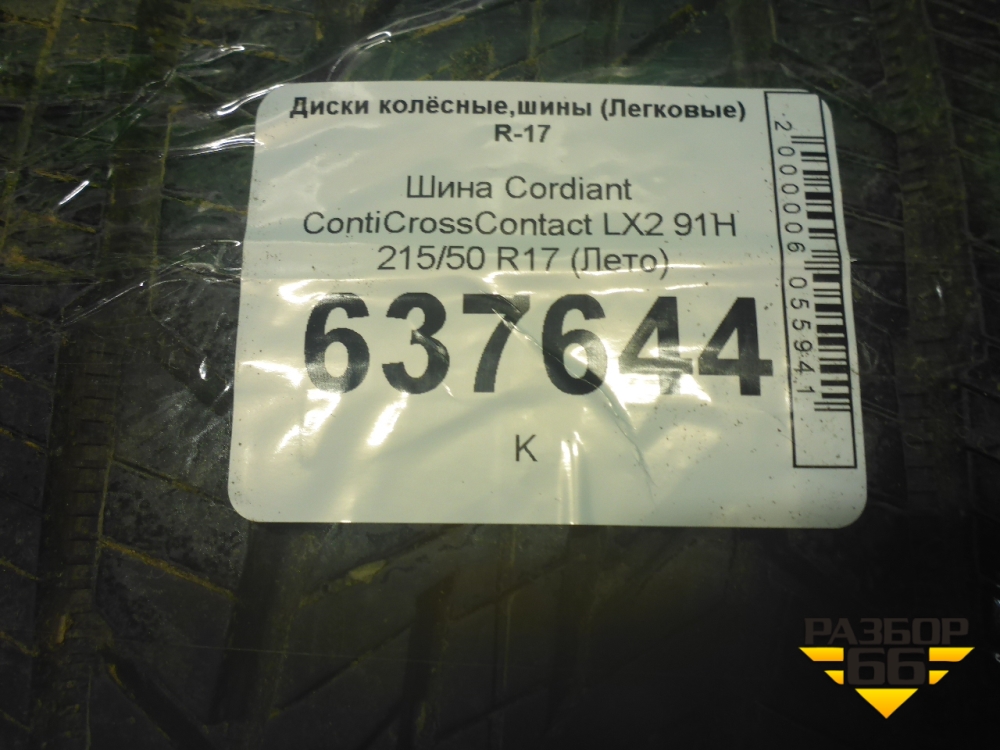 Диски колёсные,шины (Легковые)
R-17
Шина Cordiant
ContiCrossContact LX2 91H
215/50 R17 (Лето)
637644
К
2000006055941
РАЗБОР
66